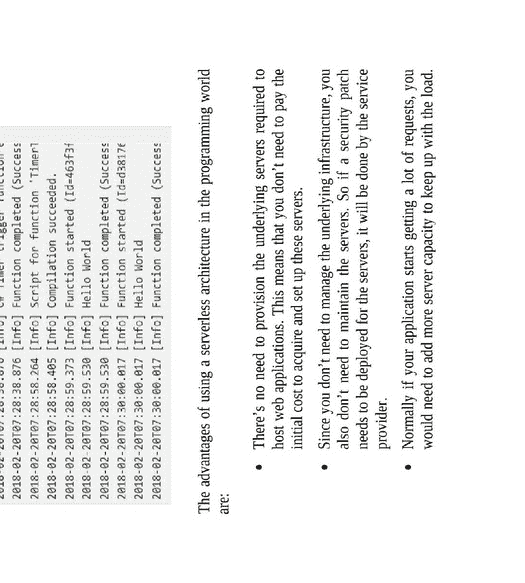 2018-02-20T07:28:38.876 [Info] Function completed (Success
2018-02-20T07:28:58.264 [Info] Script for function 'Timer
2018-02-20T07:28:58.405 [Info] Compilation succeeded.
2018-02-20T07:28:59.373 [Info] Function started (Id=463f3f
2018-02-20T07:28:59.530 [Info] Hello World
2018-02-20T07:28:59.530 [Info] Function completed (Success
2018-02-20T07:30:00.017 [Info] Function started (Id=d3817f
2018-02-20T07:30:00.017 [Info] Hello World
2018-02-20T07:30:00.017 [Info] Function completed (Success
The advantages of using a serverless architecture in the programming world
are:
• There's no need to provision the underlying servers required to
host web applications. This means that you don't need to pay the
initial cost to acquire and set up these servers.
• Since you don't need to manage the underlying infrastructure, you
also don't need to maintain the servers. So if a security patch
needs to be deployed for the servers, it will be done by the service
provider.
• Normally if your application starts getting a lot of requests, you
would need to add more server capacity to keep up with the load.